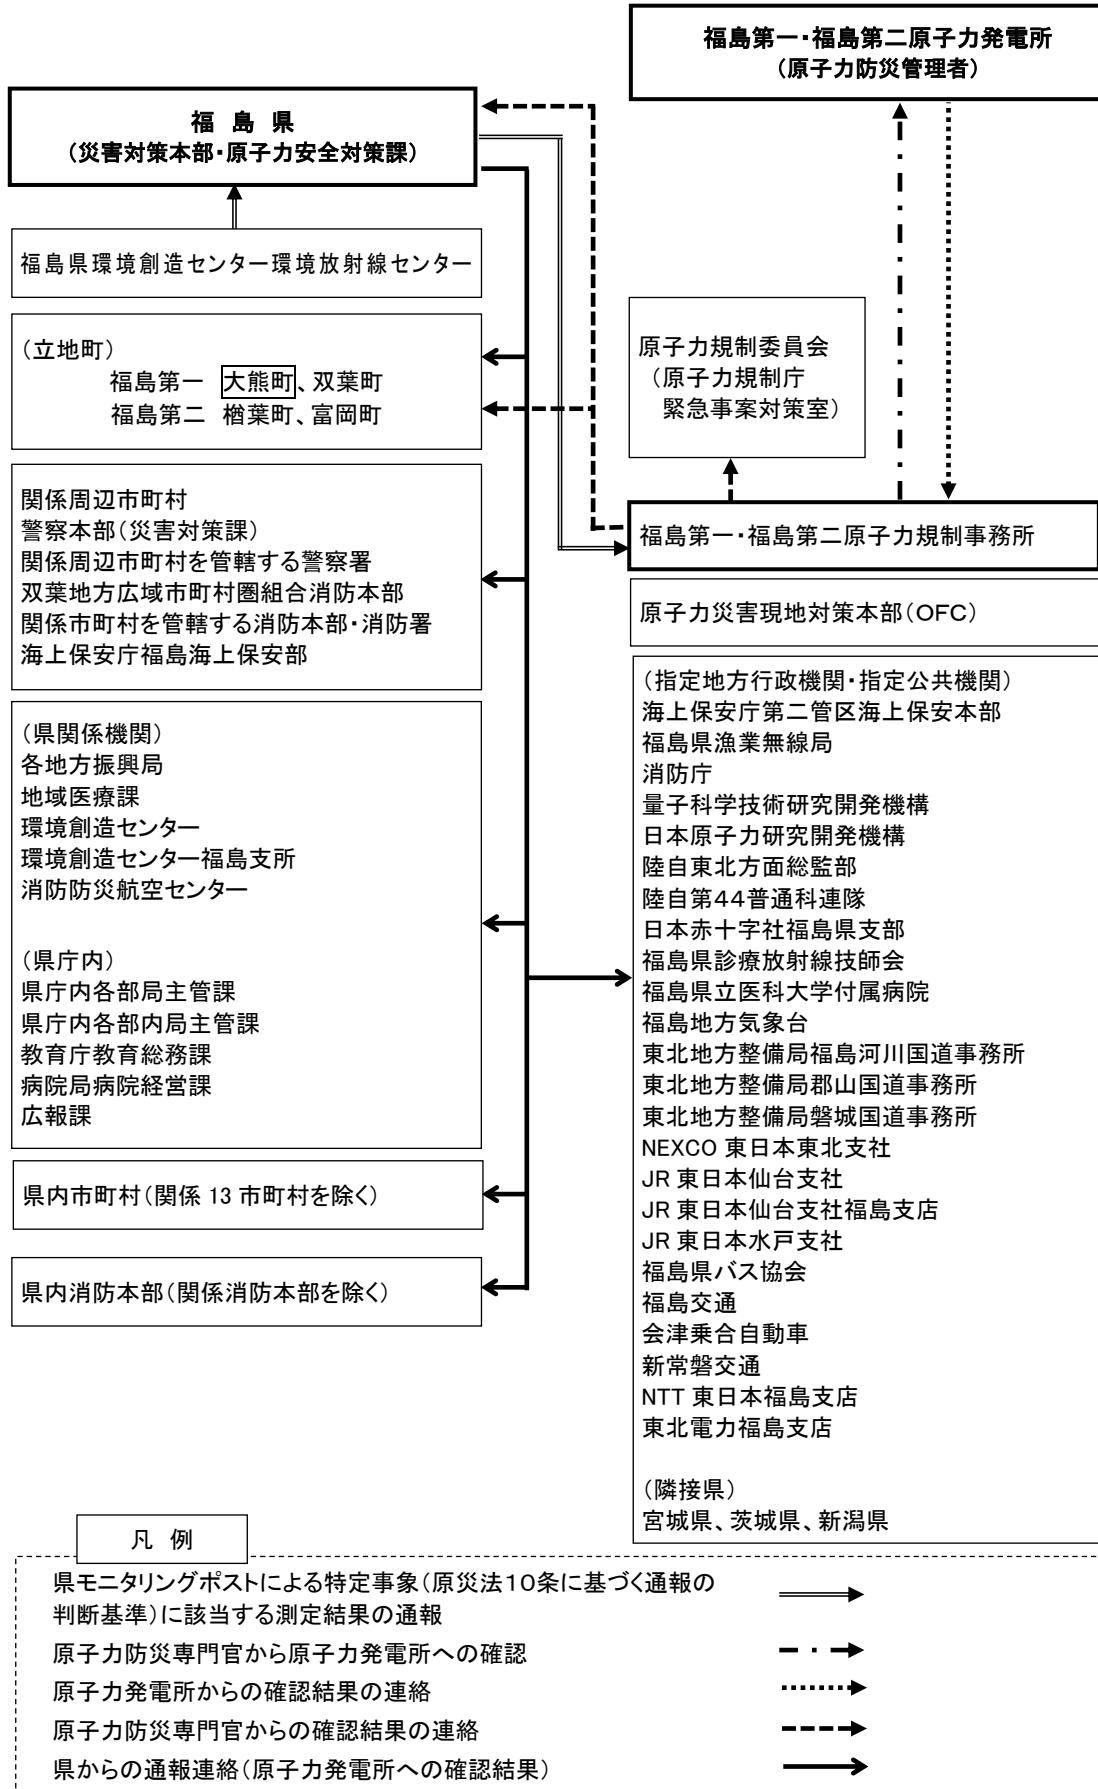 福島第一・福島第二原子力発電所
（原子力防災管理者）
福 島 県
（災害対策本部・原子力安全対策課）
福島県環境創造センター環境放射線センター
（立地町）
福島第一 大熊町、双葉町
福島第二 楢葉町、富岡町
原子力規制委員会
（原子力規制庁
緊急事案対策室）
関係周辺市町村
警察本部（災害対策課）
関係周辺市町村を管轄する警察署
双葉地方広域市町村圏組合消防本部
関係市町村を管轄する消防本部・消防署
海上保安庁福島海上保安部
福島第一・福島第二原子力規制事務所
原子力災害現地対策本部（OFC）
（県関係機関）
各地方振興局
地域医療課
環境創造センター
環境創造センター福島支所
消防防災航空センター
（県庁内）
県庁内各部局主管課
県庁内各部内局主管課
教育庁教育総務課
病院局病院経営課
広報課
県内市町村（関係 13 市町村を除く）
県内消防本部（関係消防本部を除く）
（指定地方行政機関・指定公共機関）
海上保安庁第二管区海上保安本部
福島県漁業無線局
消防庁
量子科学技術研究開発機構
日本原子力研究開発機構
陸自東北方面総監部
陸自第４４普通科連隊
日本赤十字社福島県支部
福島県診療放射線技師会
福島県立医科大学付属病院
福島地方気象台
東北地方整備局福島河川国道事務所
東北地方整備局郡山国道事務所
東北地方整備局磐城国道事務所
NEXCO 東日本東北支社
JR 東日本仙台支社
JR 東日本仙台支社福島支店
JR 東日本水戸支社
福島県バス協会
福島交通
会津乗合自動車
新常磐交通
NTT 東日本福島支店
東北電力福島支店
（隣接県）
宮城県、茨城県、新潟県
凡 例
県モニタリングポストによる特定事象（原災法１０条に基づく通報の
判断基準）に該当する測定結果の通報
原子力防災専門官から原子力発電所への確認
原子力発電所からの確認結果の連絡
原子力防災専門官からの確認結果の連絡
県からの通報連絡（原子力発電所への確認結果）